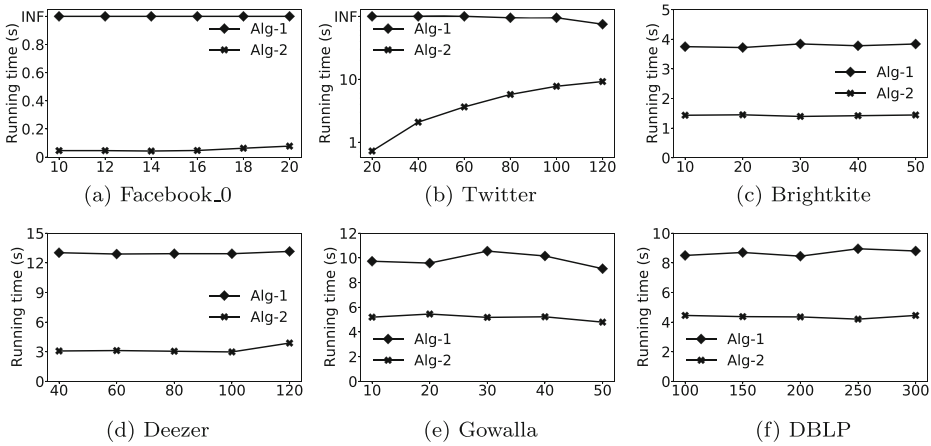 Running time (s)
INF
0.8
0.6
0.4
0.2
0
10 12 14 16 18 20
Alg-1
Alg-2
(a) Facebook_0
Running time (s)
INF
10
1
20 40 60 80 100 120
Alg-1
Alg-2
(b) Twitter
Running time (s)
5
4
3
2
1
0
10 20 30 40 50
Alg-1
Alg-2
(c) Brightkite
Running time (s)
15
12
9
6
3
0
40 60 80 100 120
Alg-1
Alg-2
(d) Deezer
Running time (s)
12
10
8
6
4
2
0
10 20 30 40 50
Alg-1
Alg-2
(e) Gowalla
Running time (s)
10
8
6
4
2
0
100 150 200 250 300
Alg-1
Alg-2
(f) DBLP